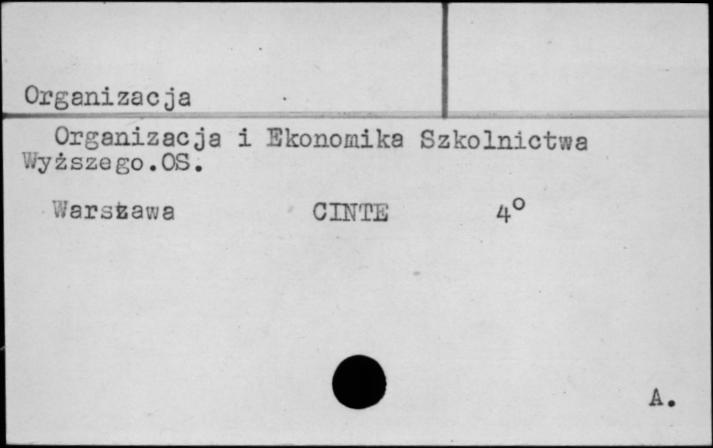 Organizacja
Organizacja i Ekonomika Szkolnictwa
Wyższego.OS.
Warszawa CINTE 4°
A.